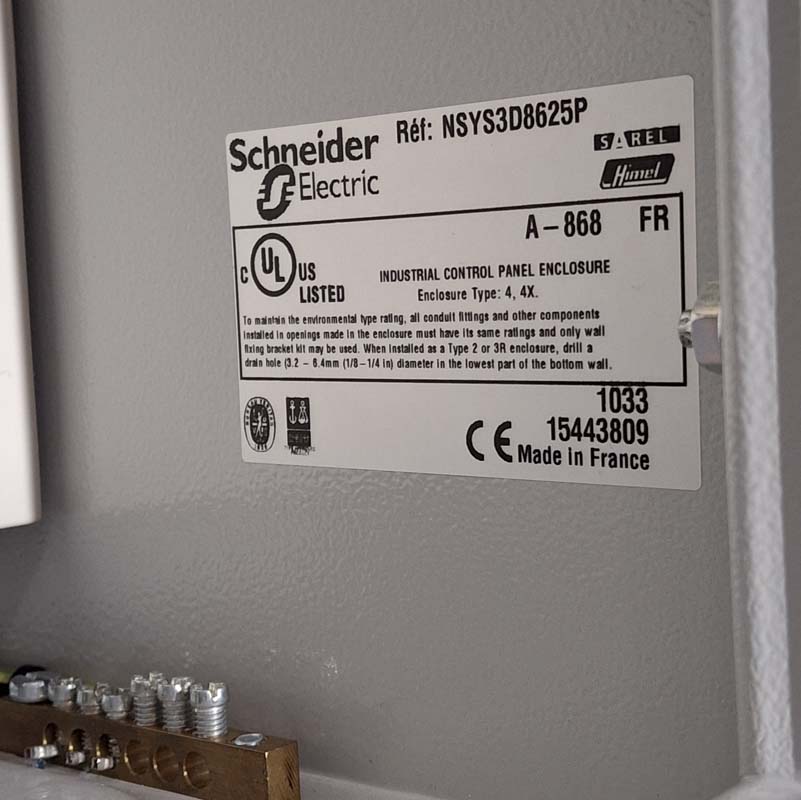 Schneider Electric
Réf: NSYS3D8625P
SAREL
Himel
A-868 FR
C UL US
LISTED
INDUSTRIAL CONTROL PANEL ENCLOSURE
Enclosure Type: 4, 4X.
To maintain the environmental type rating, all conduit fittings and other components
installed in openings made in the enclosure must have its same ratings and only wall
fixing bracket kit may be used. When installed as a Type 2 or 3R enclosure, drill a
drain hole (3.2 – 6.4mm (1/8–1/4 in) diameter in the lowest part of the bottom wall.
1033
CE 15443809
Made in France